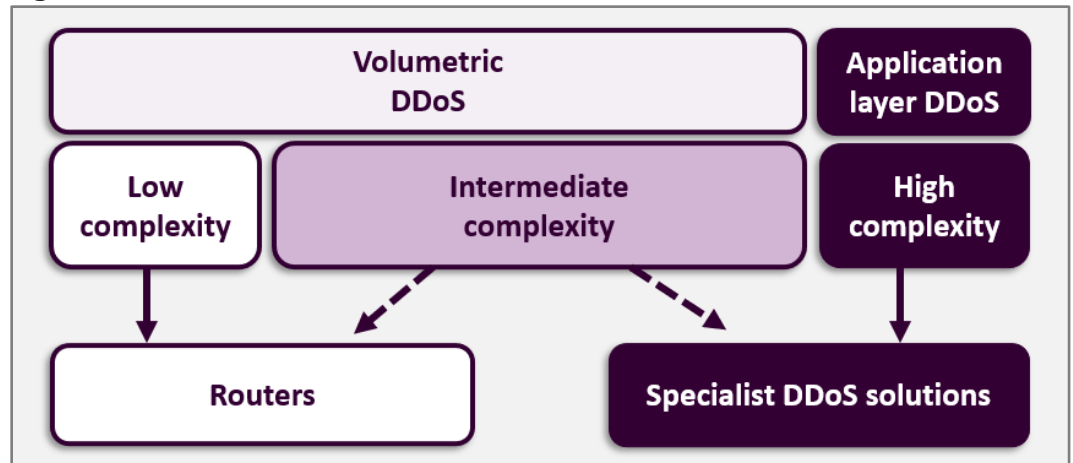 Volumetric
DDoS
Application
layer DDoS
Low
complexity
Intermediate
complexity
High
complexity
Routers
Specialist DDoS solutions